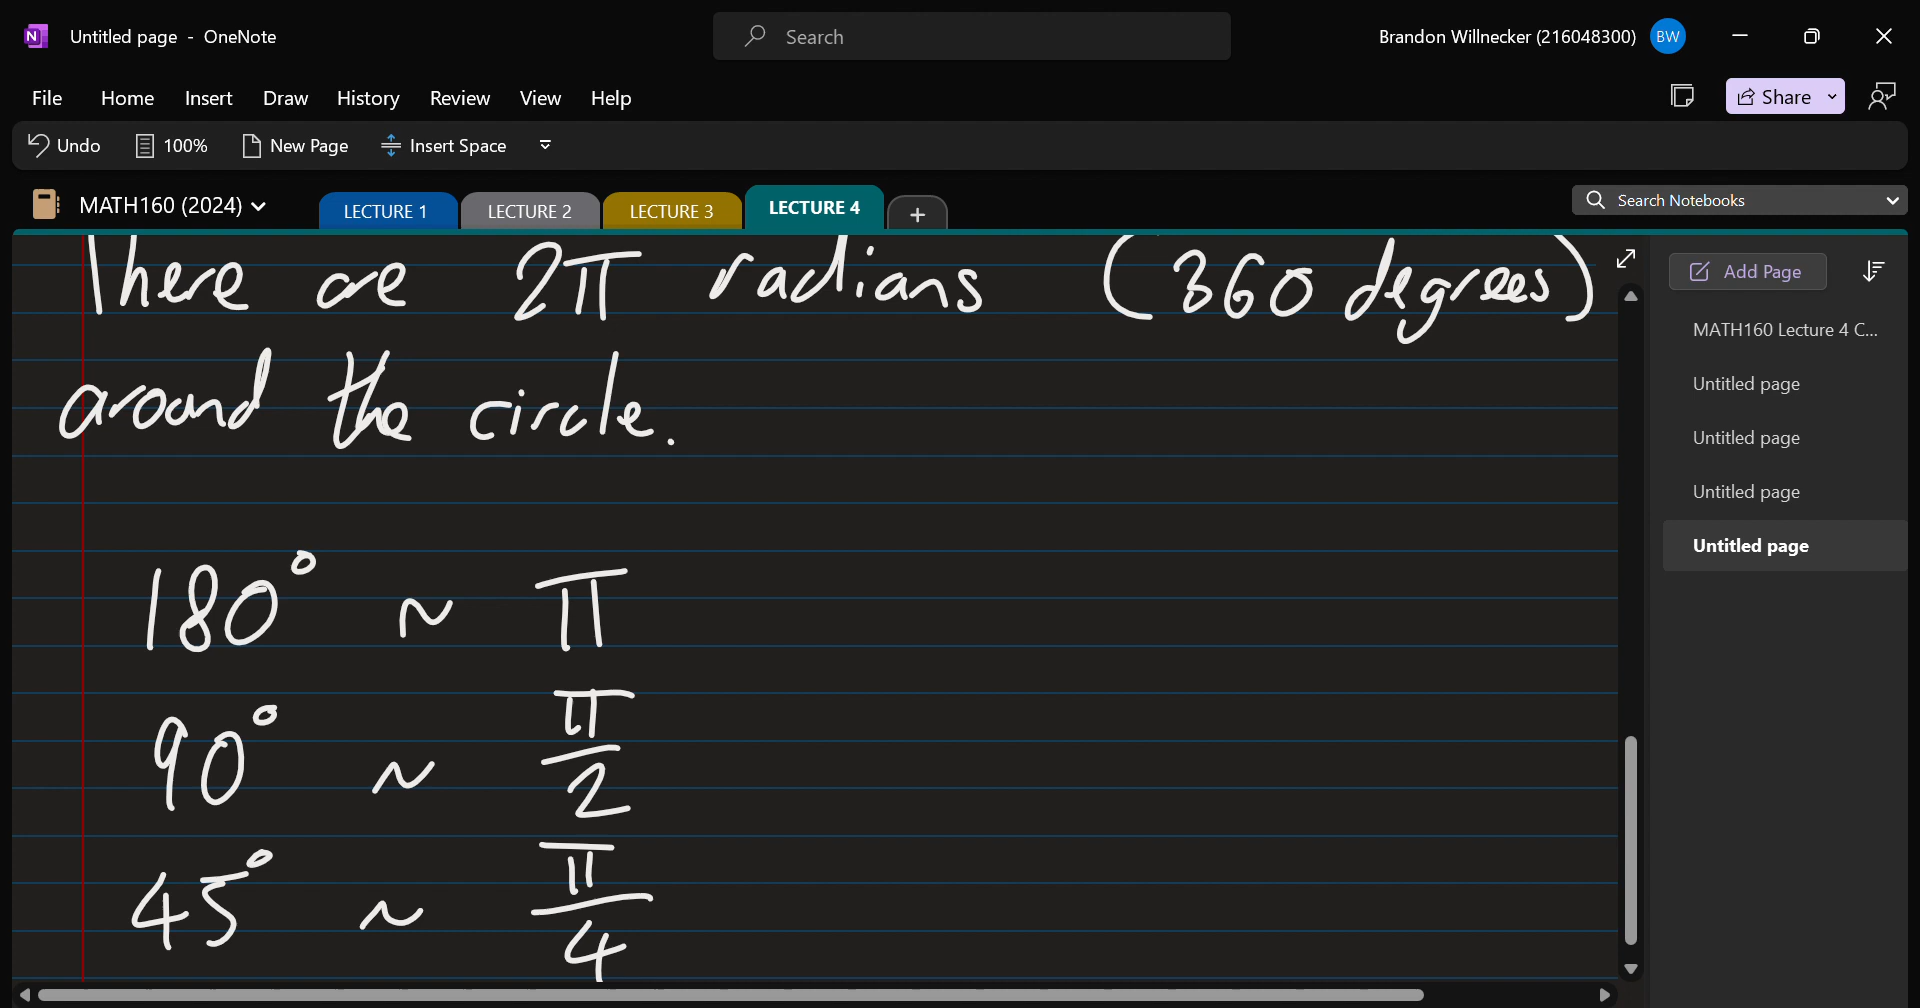 Untitled page - OneNote
Search
Brandon Willnecker (216048300) BW
File Home Insert Draw History Review View Help
Share
Undo 100% New Page Insert Space
MATH160 (2024) LECTURE 1 LECTURE 2 LECTURE 3 LECTURE 4 +
Search Notebooks
There are 2π radians (360 degrees)
around the circle.
180° ~ π
90° ~ π/2
45° ~ π/4
Add Page
MATH160 Lecture 4 C...
Untitled page
Untitled page
Untitled page
Untitled page